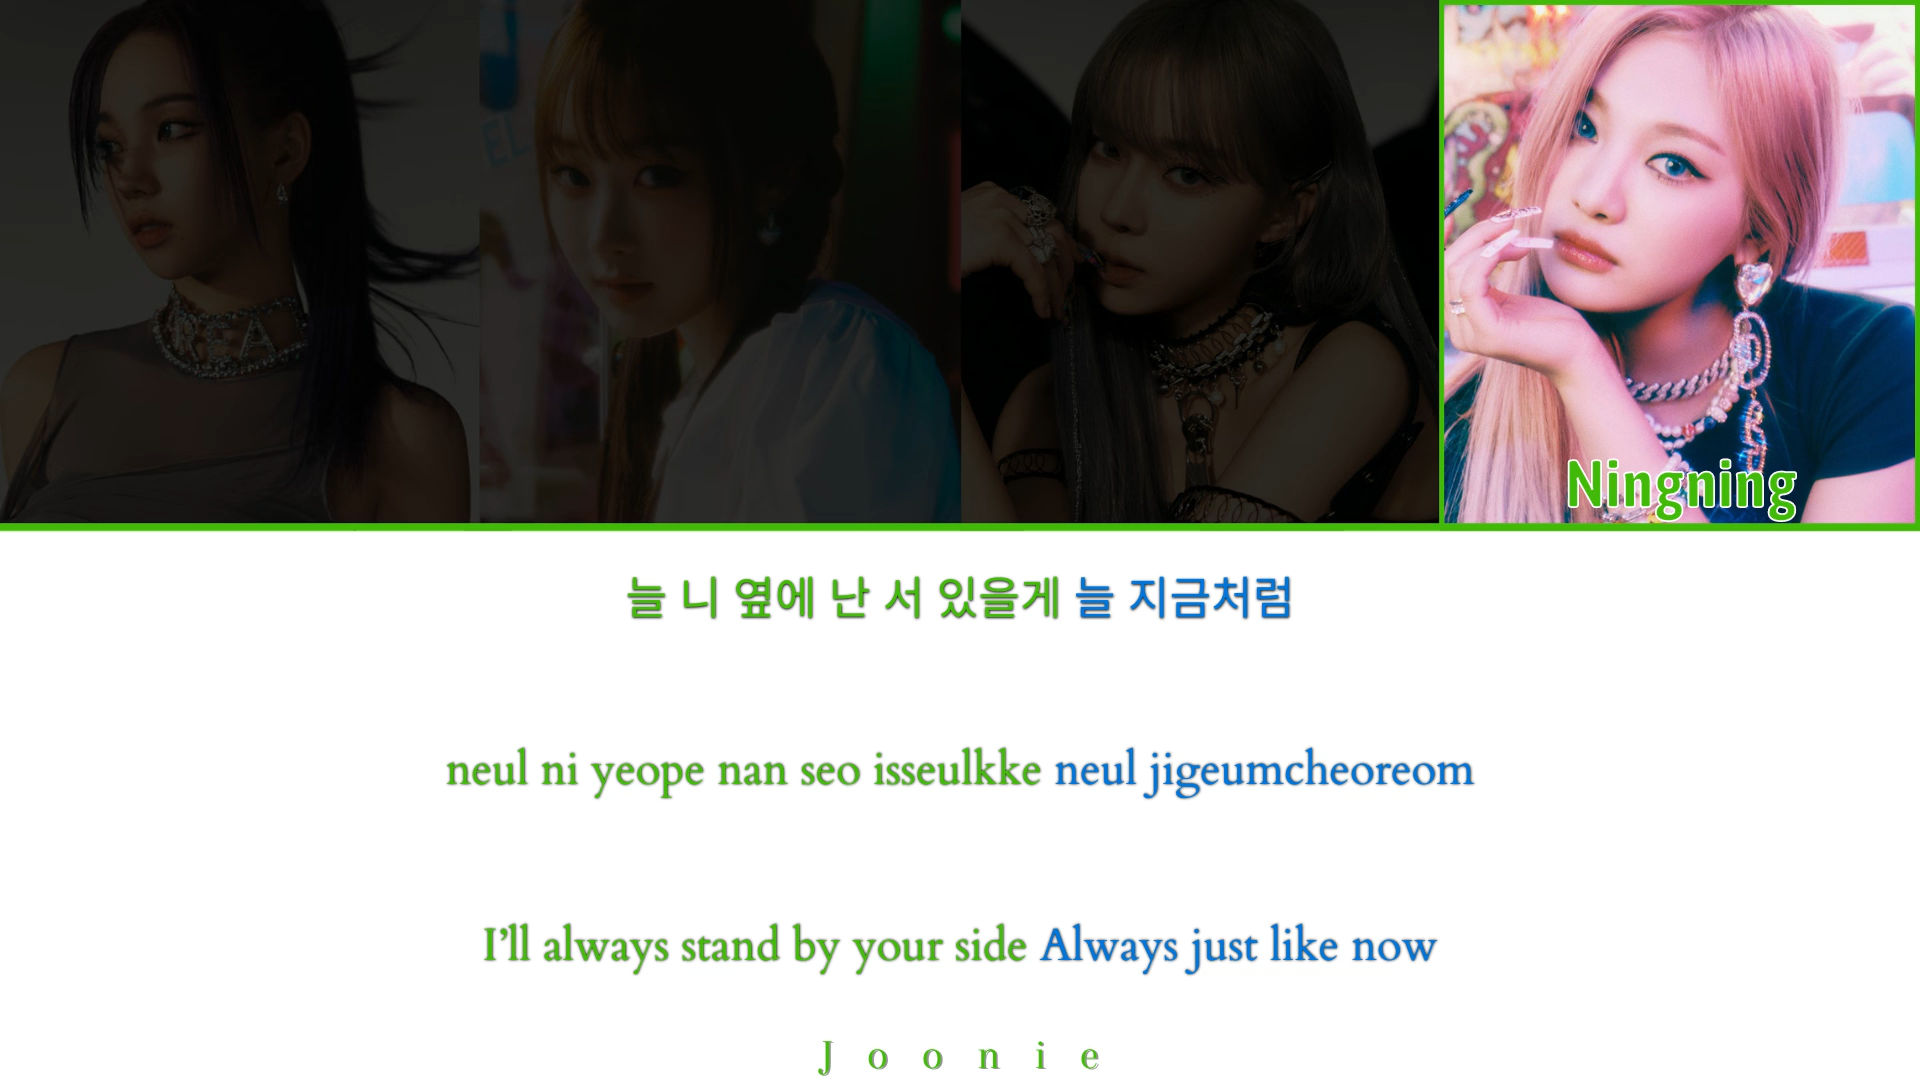 Ningning
늘 니 옆에 난 서 있을게 늘 지금처럼
neul ni yeope nan seo isseulkke neul jigeumcheoreom
I’ll always stand by your side Always just like now
Joonie